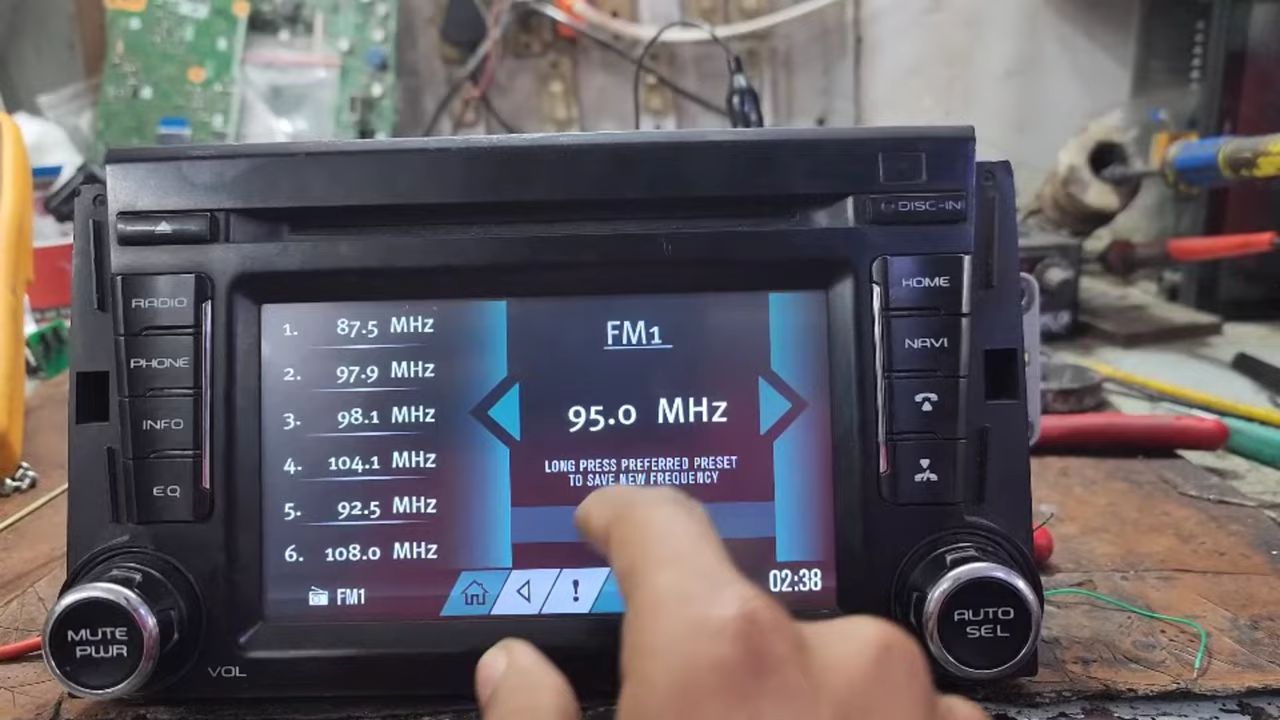 DISC-IN
RADIO
PHONE
INFO
EQ
MUTE
PWR
VOL
1. 87.5 MHz
2. 97.9 MHz
3. 98.1 MHz
4. 104.1 MHz
5. 92.5 MHz
6. 108.0 MHz
FM1
FM1
95.0 MHz
LONG PRESS PREFERRED PRESET
TO SAVE NEW FREQUENCY
!
02:38
HOME
NAVI
AUTO
SEL